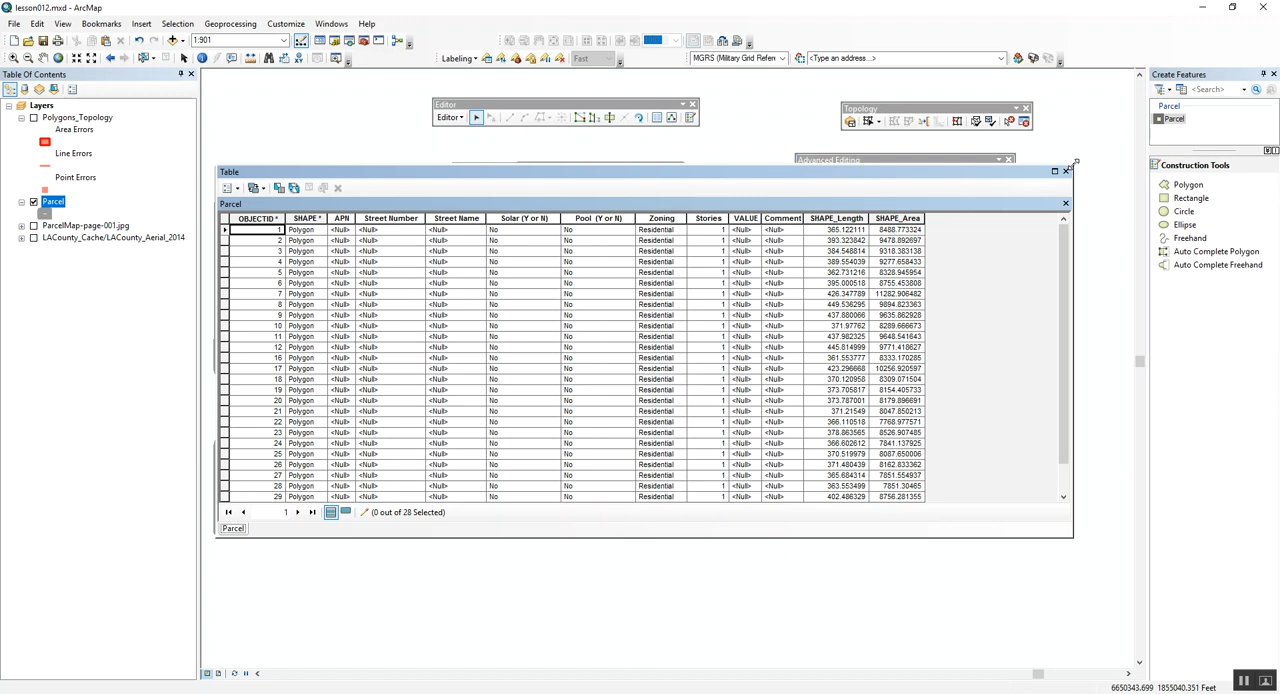 lesson012.mxd - ArcMap
File Edit View Bookmarks Insert Selection Geoprocessing Customize Windows Help
1:901
Labeling Fast MGRS (Military Grid Referen <Type an address...>
Table Of Contents
Layers
Polygons_Topology
Area Errors
Line Errors
Point Errors
Parcel
ParcelMap-page-001.jpg
LACounty_Cache/LACounty_Aerial_2014
Editor
Editor
Topology
Advanced Editing
Table
Parcel
OBJECTID * SHAPE * APN Street Number Street Name Solar (Y or N) Pool (Y or N) Zoning Stories VALUE Comment SHAPE_Length SHAPE_Area
1 Polygon <Null> <Null> <Null> No No Residential 1 <Null> <Null> 365.122111 8488.773324
2 Polygon <Null> <Null> <Null> No No Residential 1 <Null> <Null> 393.323842 9478.892697
3 Polygon <Null> <Null> <Null> No No Residential 1 <Null> <Null> 384.548814 9318.383138
4 Polygon <Null> <Null> <Null> No No Residential 1 <Null> <Null> 389.554039 9277.658433
5 Polygon <Null> <Null> <Null> No No Residential 1 <Null> <Null> 362.731216 8328.945954
6 Polygon <Null> <Null> <Null> No No Residential 1 <Null> <Null> 395.000518 8755.453808
7 Polygon <Null> <Null> <Null> No No Residential 1 <Null> <Null> 426.347789 11282.906482
8 Polygon <Null> <Null> <Null> No No Residential 1 <Null> <Null> 449.536295 9894.823363
9 Polygon <Null> <Null> <Null> No No Residential 1 <Null> <Null> 437.880066 9635.862928
10 Polygon <Null> <Null> <Null> No No Residential 1 <Null> <Null> 371.97762 8289.666673
11 Polygon <Null> <Null> <Null> No No Residential 1 <Null> <Null> 437.982325 9648.541643
12 Polygon <Null> <Null> <Null> No No Residential 1 <Null> <Null> 445.814999 9771.418627
16 Polygon <Null> <Null> <Null> No No Residential 1 <Null> <Null> 361.553777 8333.170285
17 Polygon <Null> <Null> <Null> No No Residential 1 <Null> <Null> 423.296668 10256.920597
18 Polygon <Null> <Null> <Null> No No Residential 1 <Null> <Null> 370.120958 8309.071504
19 Polygon <Null> <Null> <Null> No No Residential 1 <Null> <Null> 373.705817 8154.405733
20 Polygon <Null> <Null> <Null> No No Residential 1 <Null> <Null> 373.787001 8179.896691
21 Polygon <Null> <Null> <Null> No No Residential 1 <Null> <Null> 371.21549 8047.850213
22 Polygon <Null> <Null> <Null> No No Residential 1 <Null> <Null> 366.110518 7768.977571
23 Polygon <Null> <Null> <Null> No No Residential 1 <Null> <Null> 378.863565 8526.907485
24 Polygon <Null> <Null> <Null> No No Residential 1 <Null> <Null> 366.602612 7841.137925
25 Polygon <Null> <Null> <Null> No No Residential 1 <Null> <Null> 370.519979 8087.650006
26 Polygon <Null> <Null> <Null> No No Residential 1 <Null> <Null> 371.480439 8162.833362
27 Polygon <Null> <Null> <Null> No No Residential 1 <Null> <Null> 365.684314 7851.554937
28 Polygon <Null> <Null> <Null> No No Residential 1 <Null> <Null> 363.553499 7851.30465
29 Polygon <Null> <Null> <Null> No No Residential 1 <Null> <Null> 402.486329 8756.281355
1 (0 out of 28 Selected)
Parcel
Create Features
<Search>
Parcel
Parcel
Construction Tools
Polygon
Rectangle
Circle
Ellipse
Freehand
Auto Complete Polygon
Auto Complete Freehand
6650343.699 1855040.351 Feet